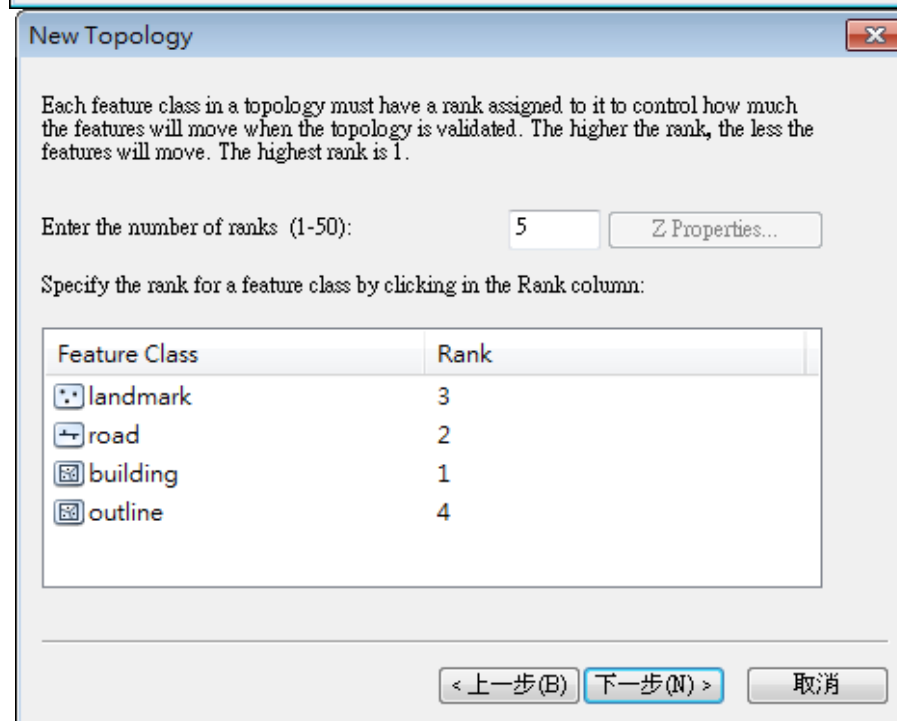 New Topology
Each feature class in a topology must have a rank assigned to it to control how much
the features will move when the topology is validated. The higher the rank, the less the
features will move. The highest rank is 1.
Enter the number of ranks (1-50): 5 Z Properties...
Specify the rank for a feature class by clicking in the Rank column:
Feature Class Rank
landmark 3
road 2
building 1
outline 4
<上一步(B) 下一步(N)> 取消